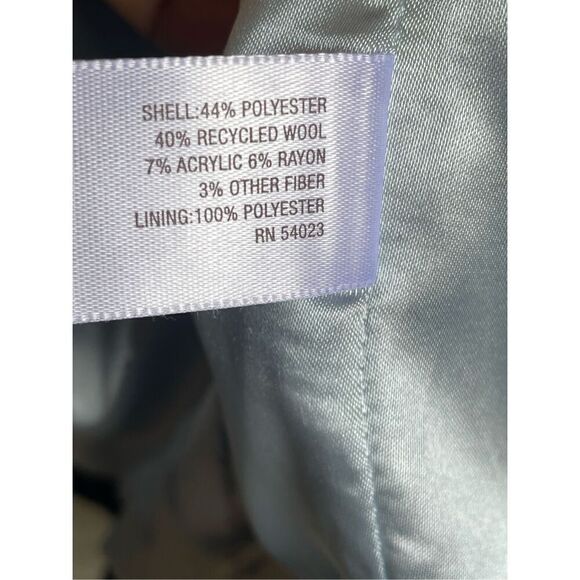 SHELL:44% POLYESTER
40% RECYCLED WOOL
7% ACRYLIC 6% RAYON
3% OTHER FIBER
LINING:100% POLYESTER
RN 54023